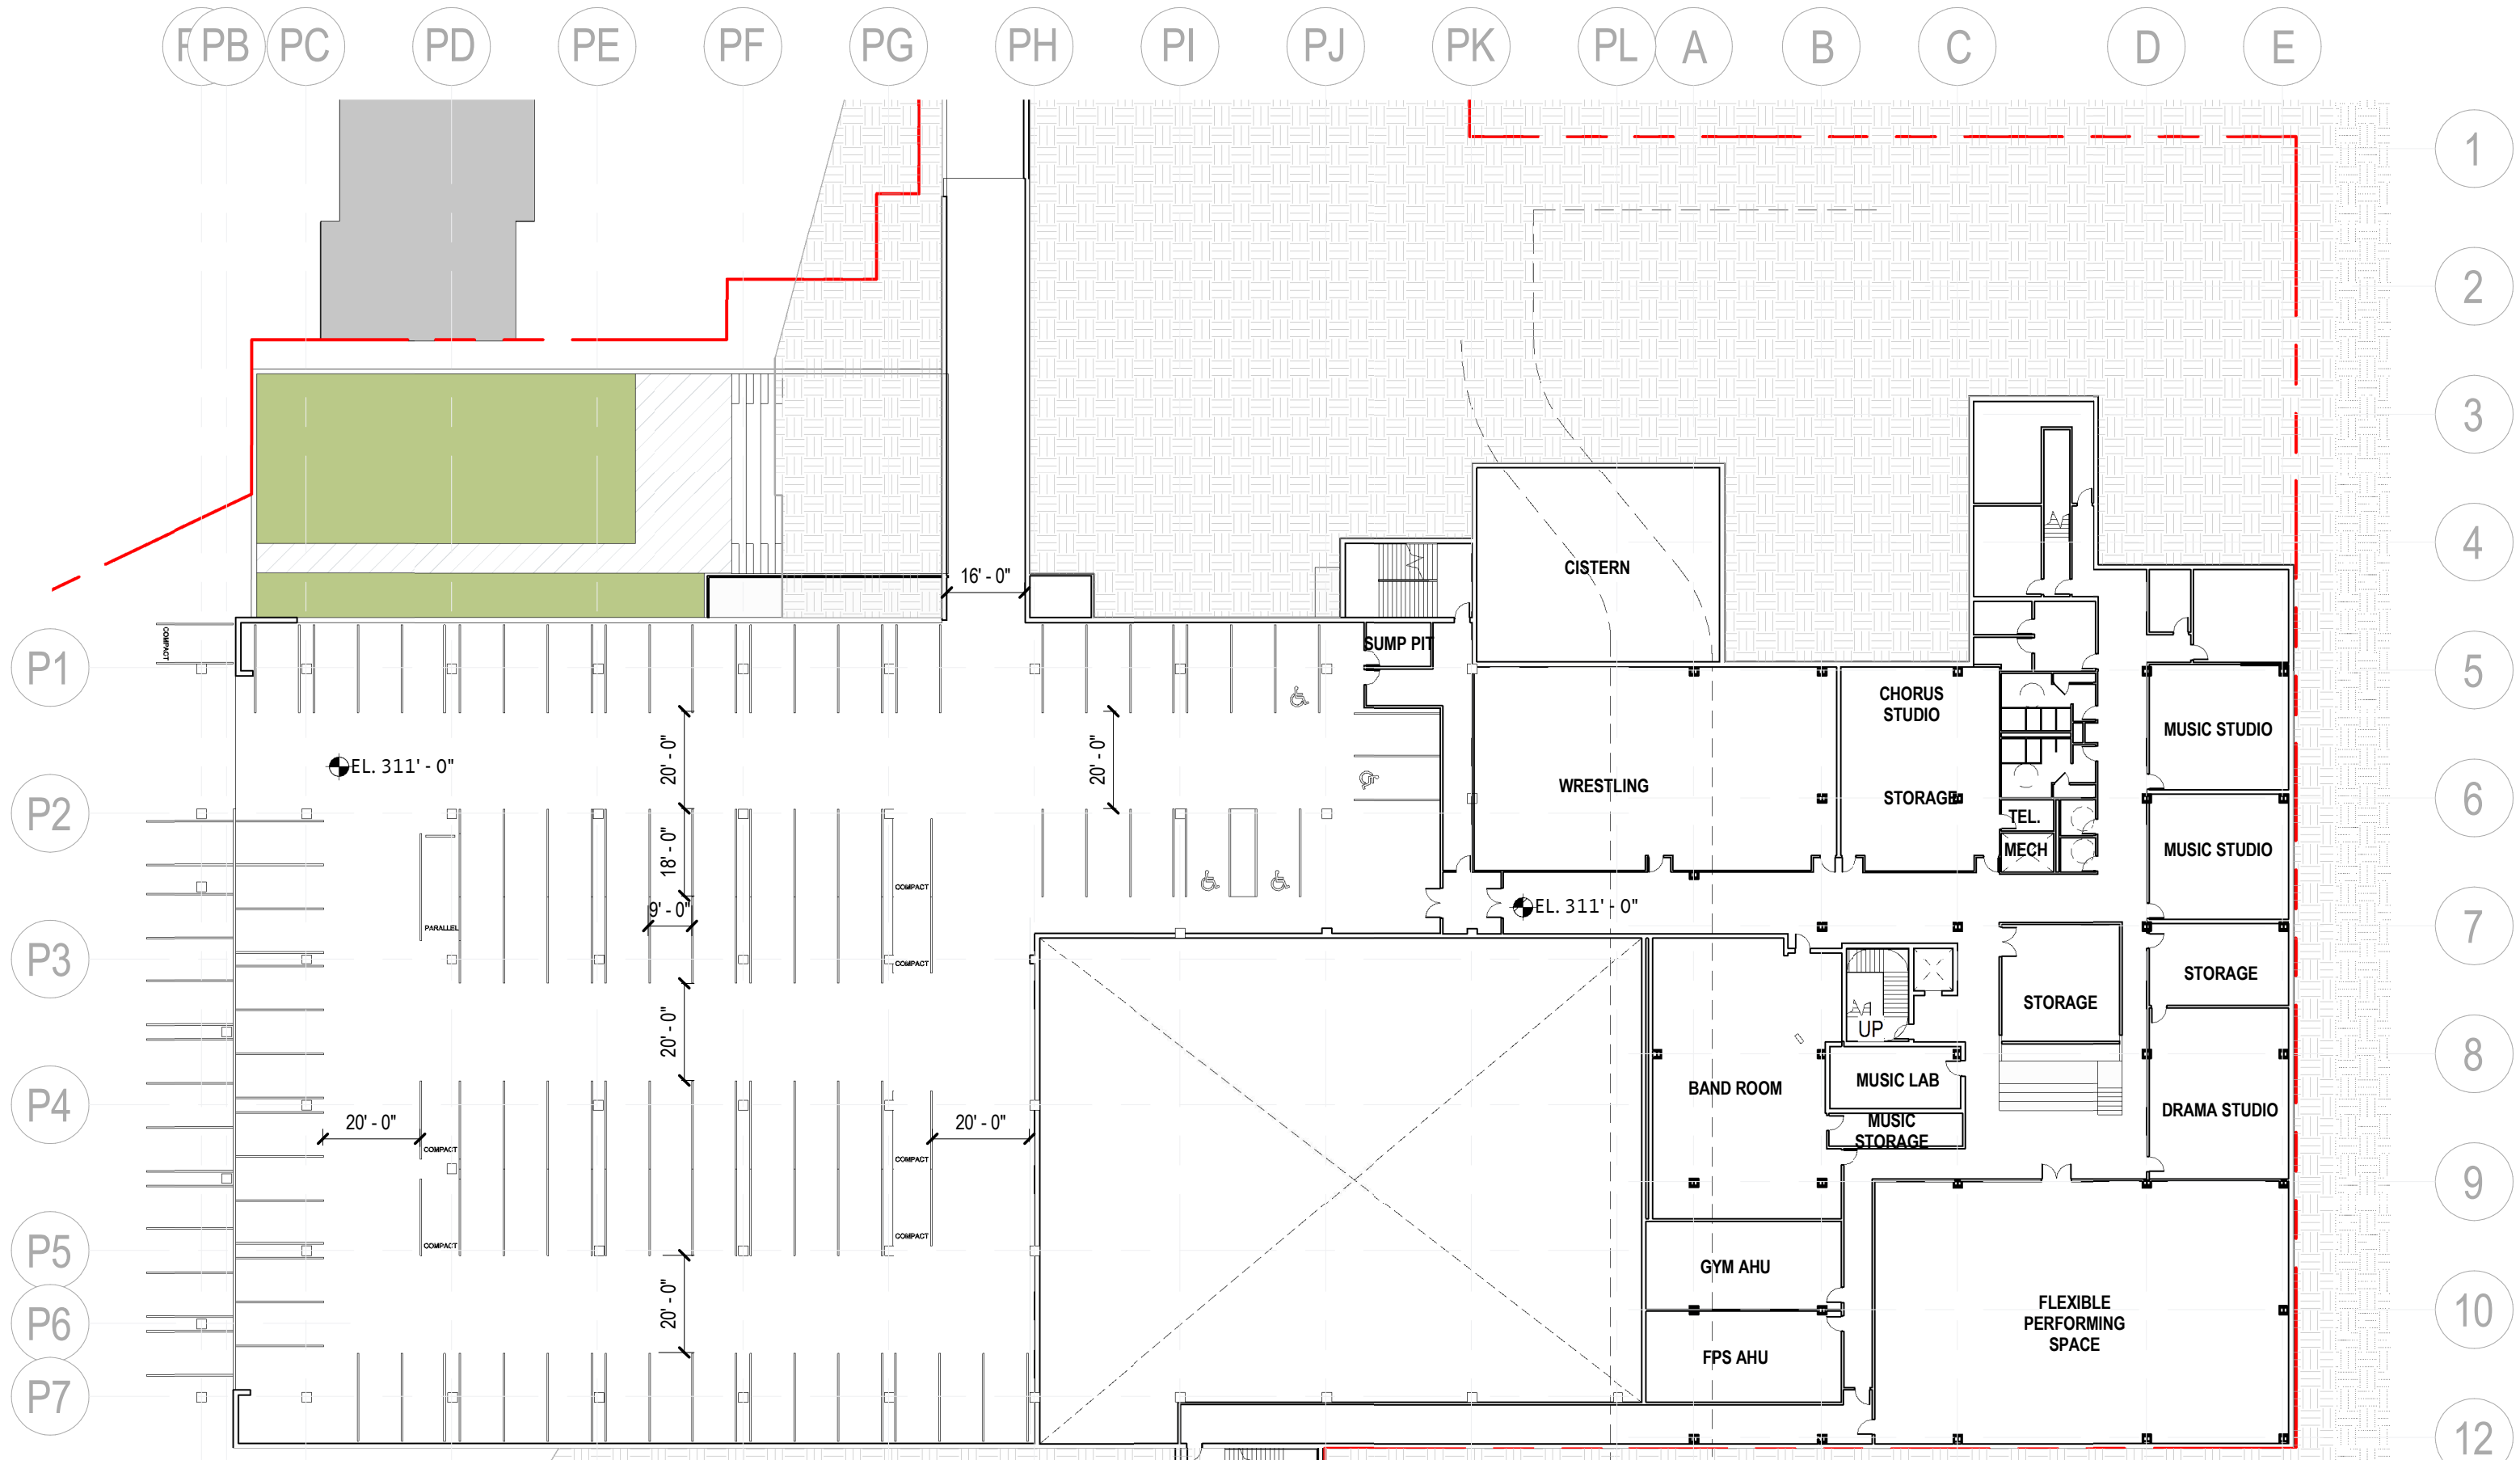 PB PC PD PE PF PG PH PI PJ PK PL A B C D E
1
2
3
4
16' - 0"
CISTERN
COMPACT
SUMP PIT
P1
5
CHORUS
STUDIO
MUSIC STUDIO
20' - 0"
20' - 0"
EL. 311' - 0"
WRESTLING
STORAGE
P2
6
TEL.
18' - 0"
MECH
MUSIC STUDIO
COMPACT
9' - 0"
EL. 311' - 0"
PARALLEL
7
P3
COMPACT
STORAGE
STORAGE
20' - 0"
UP
8
P4
MUSIC LAB
BAND ROOM
DRAMA STUDIO
20' - 0"
20' - 0"
MUSIC
STORAGE
COMPACT
COMPACT
9
P5
COMPACT
COMPACT
GYM AHU
20' - 0"
P6
10
FLEXIBLE
PERFORMING
SPACE
FPS AHU
P7
12